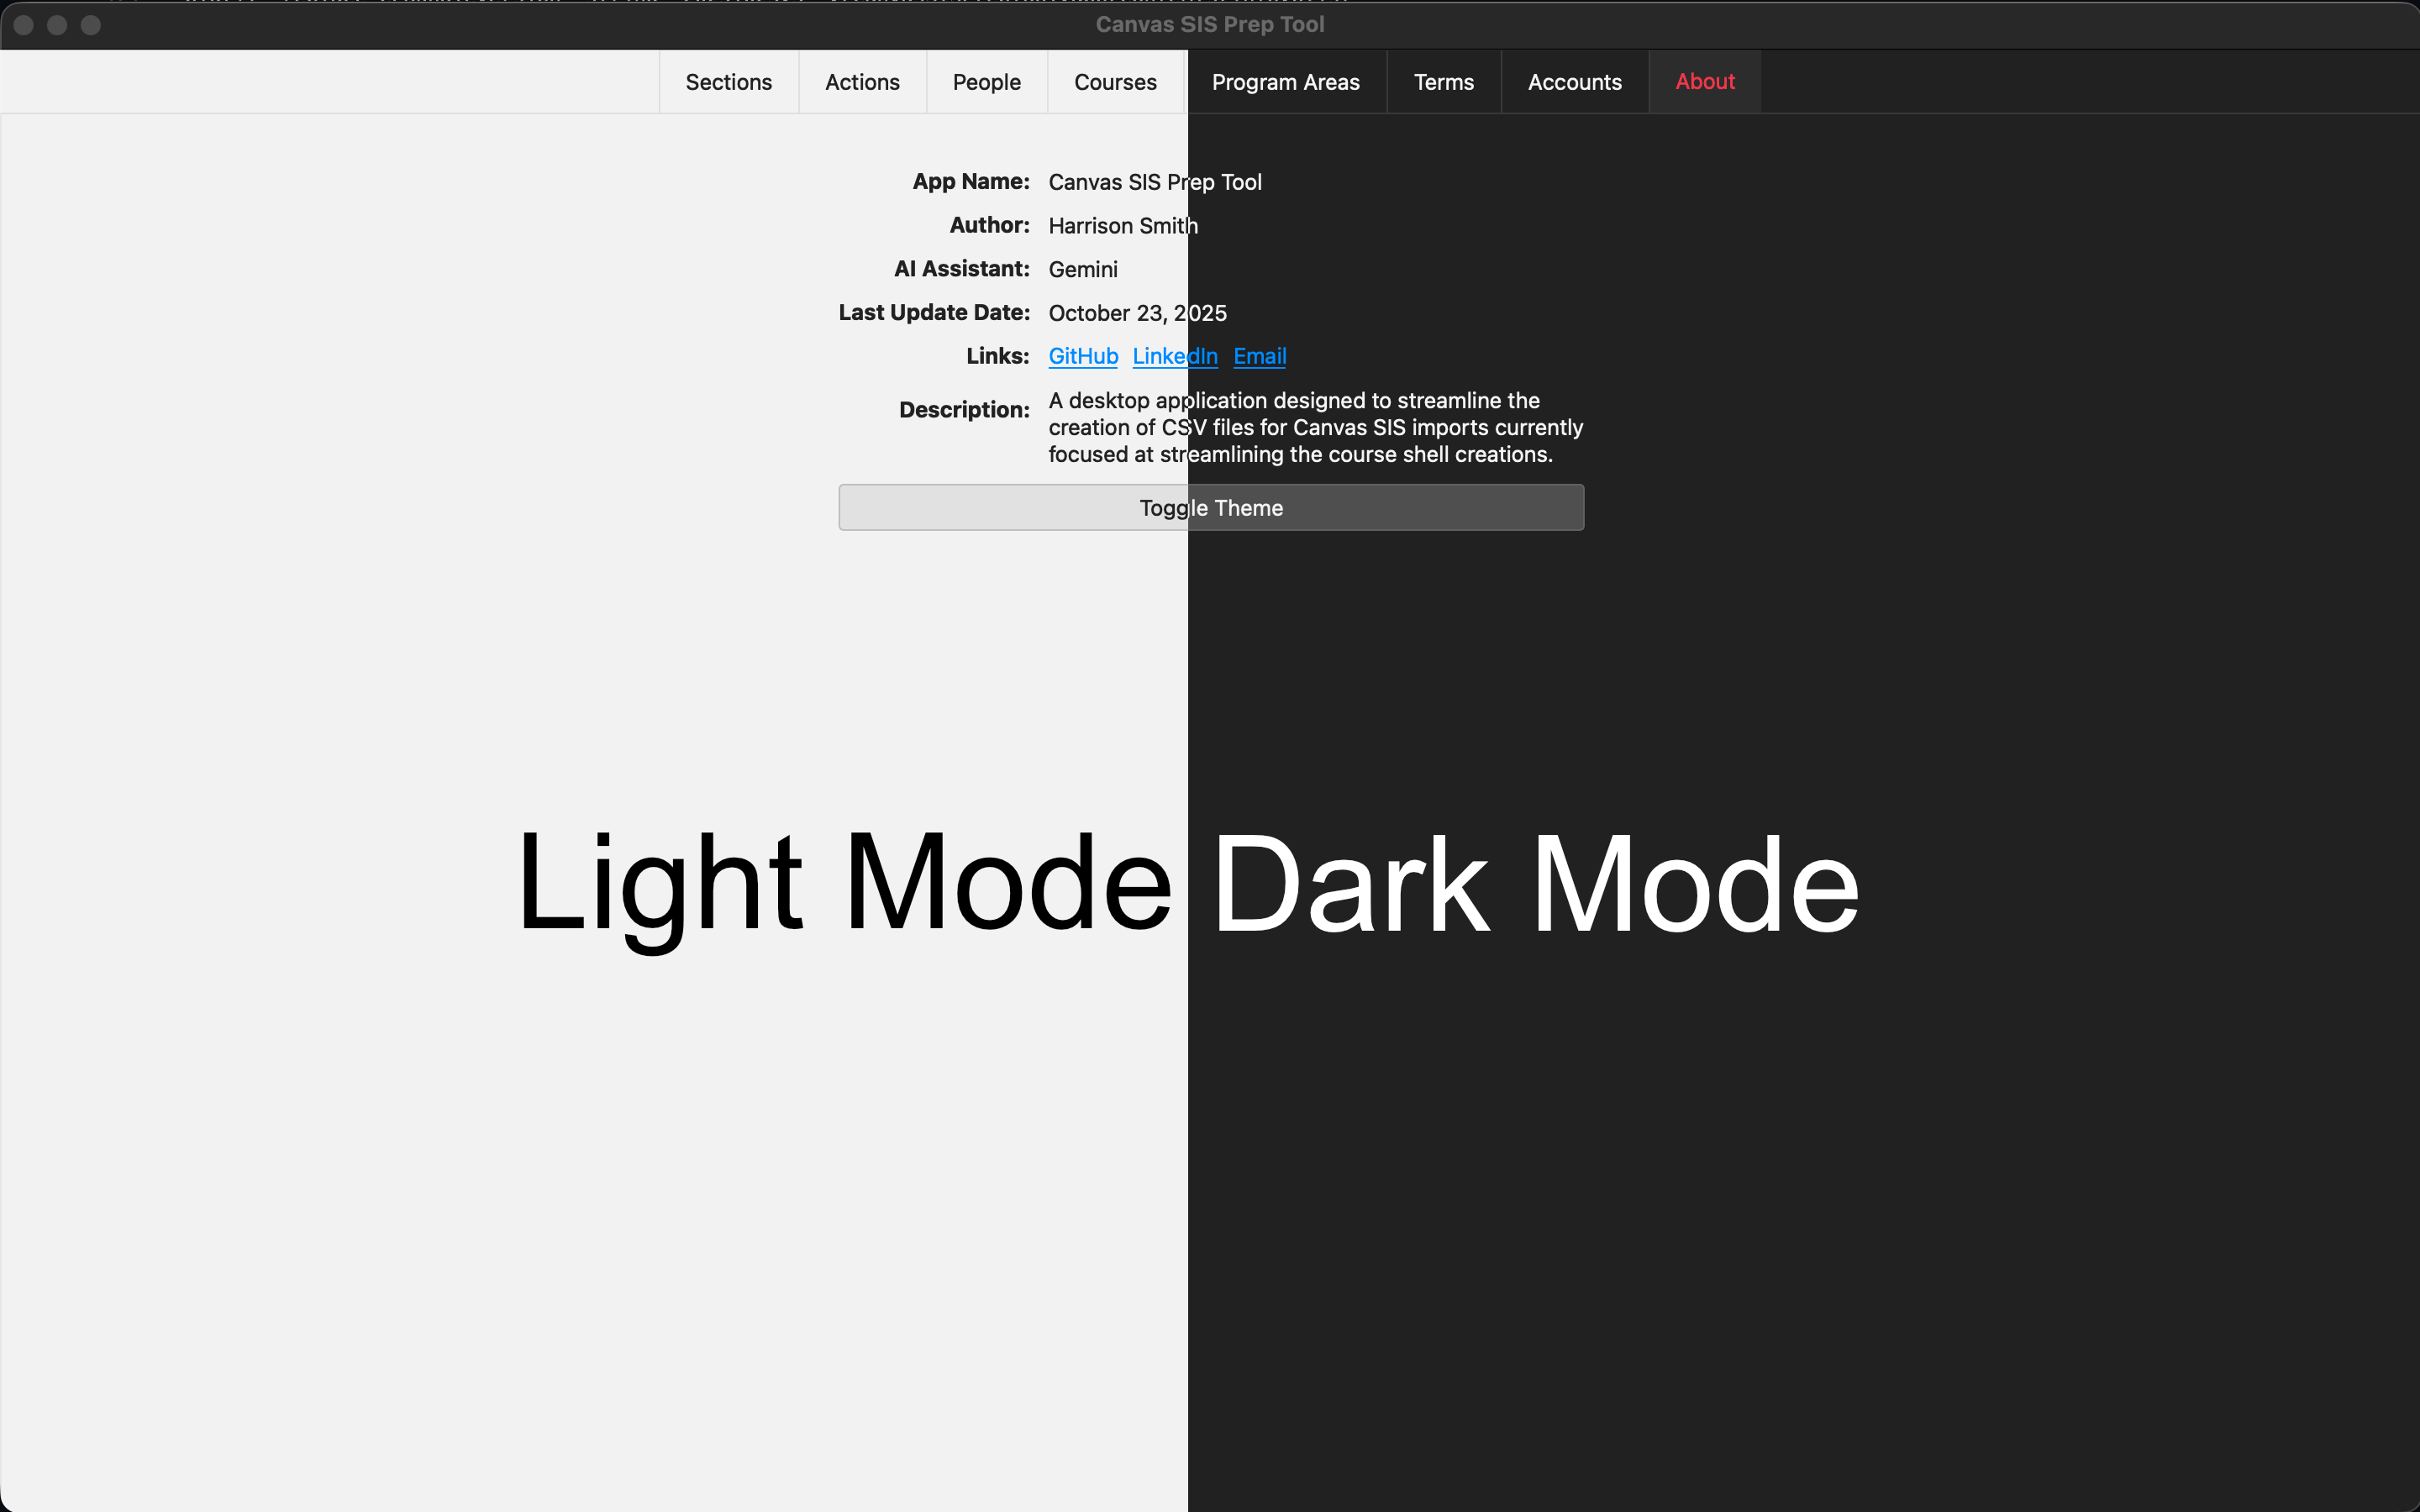 Canvas SIS Prep Tool
Sections Actions People Courses Program Areas Terms Accounts About
App Name: Canvas SIS Prep Tool
Author: Harrison Smith
AI Assistant: Gemini
Last Update Date: October 23, 2025
Links: GitHub LinkedIn Email
Description: A desktop application designed to streamline the
creation of CSV files for Canvas SIS imports currently
focused at streamlining the course shell creations.
Toggle Theme
Light Mode Dark Mode